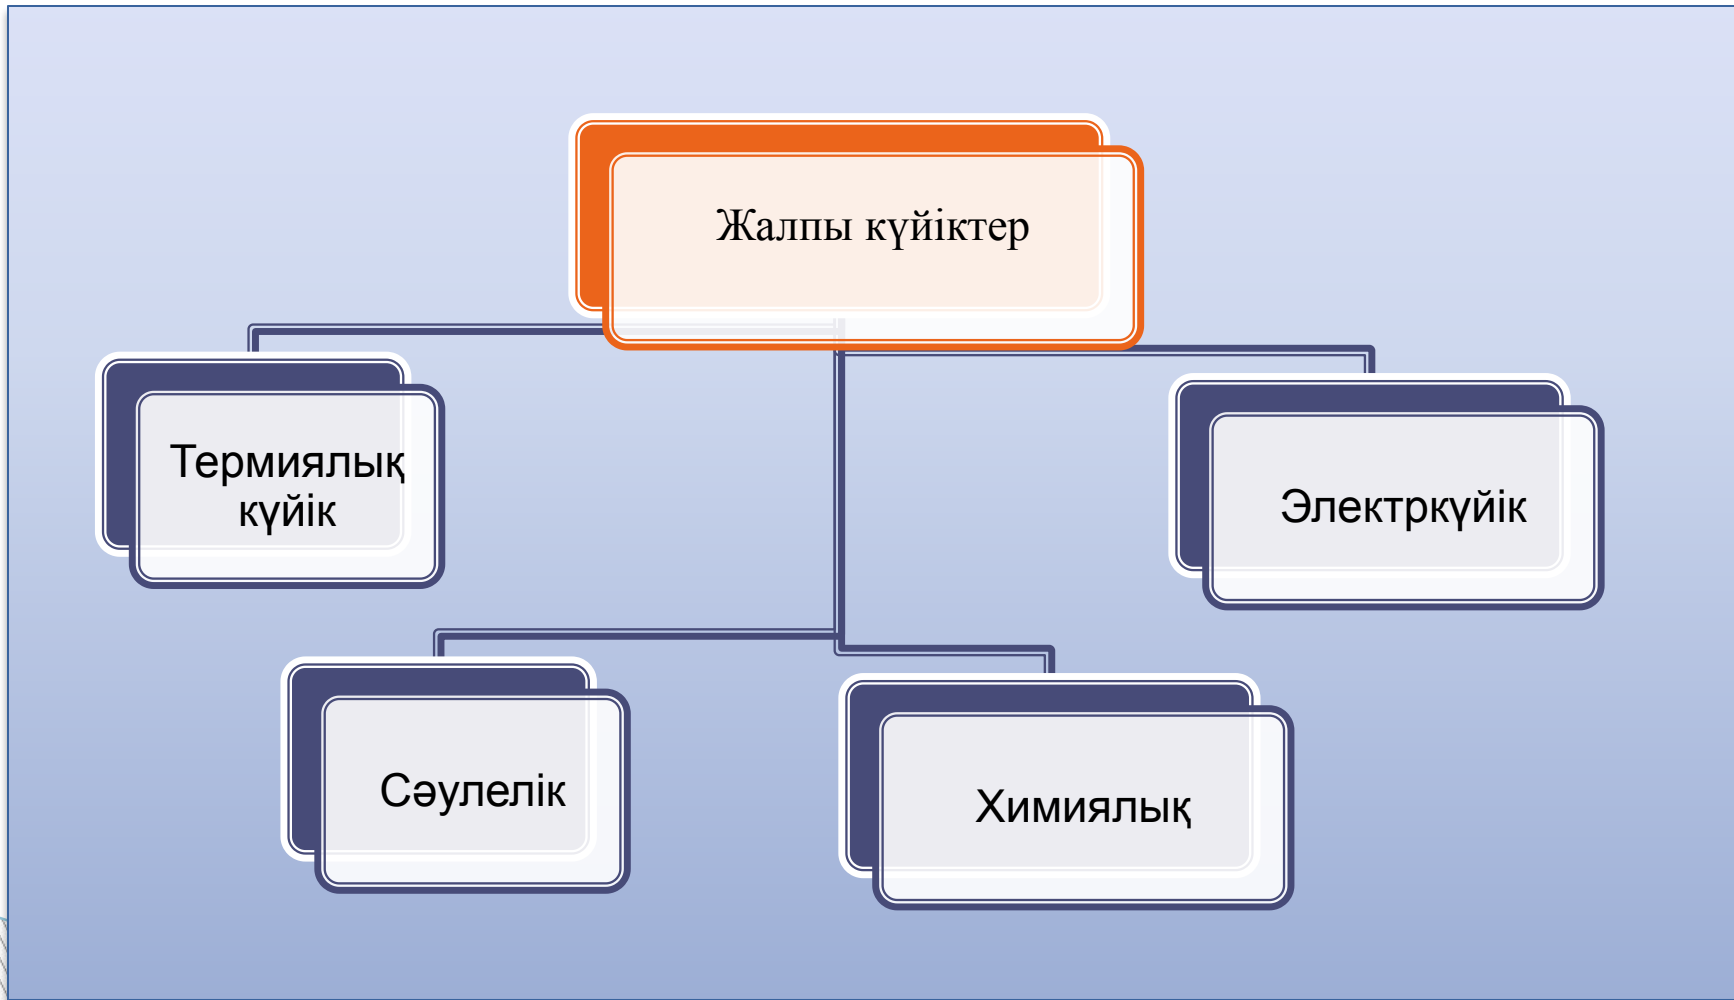 Жалпы күйіктер
Термиялық
күйік
Электркүйік
Сәулелік
Химиялық